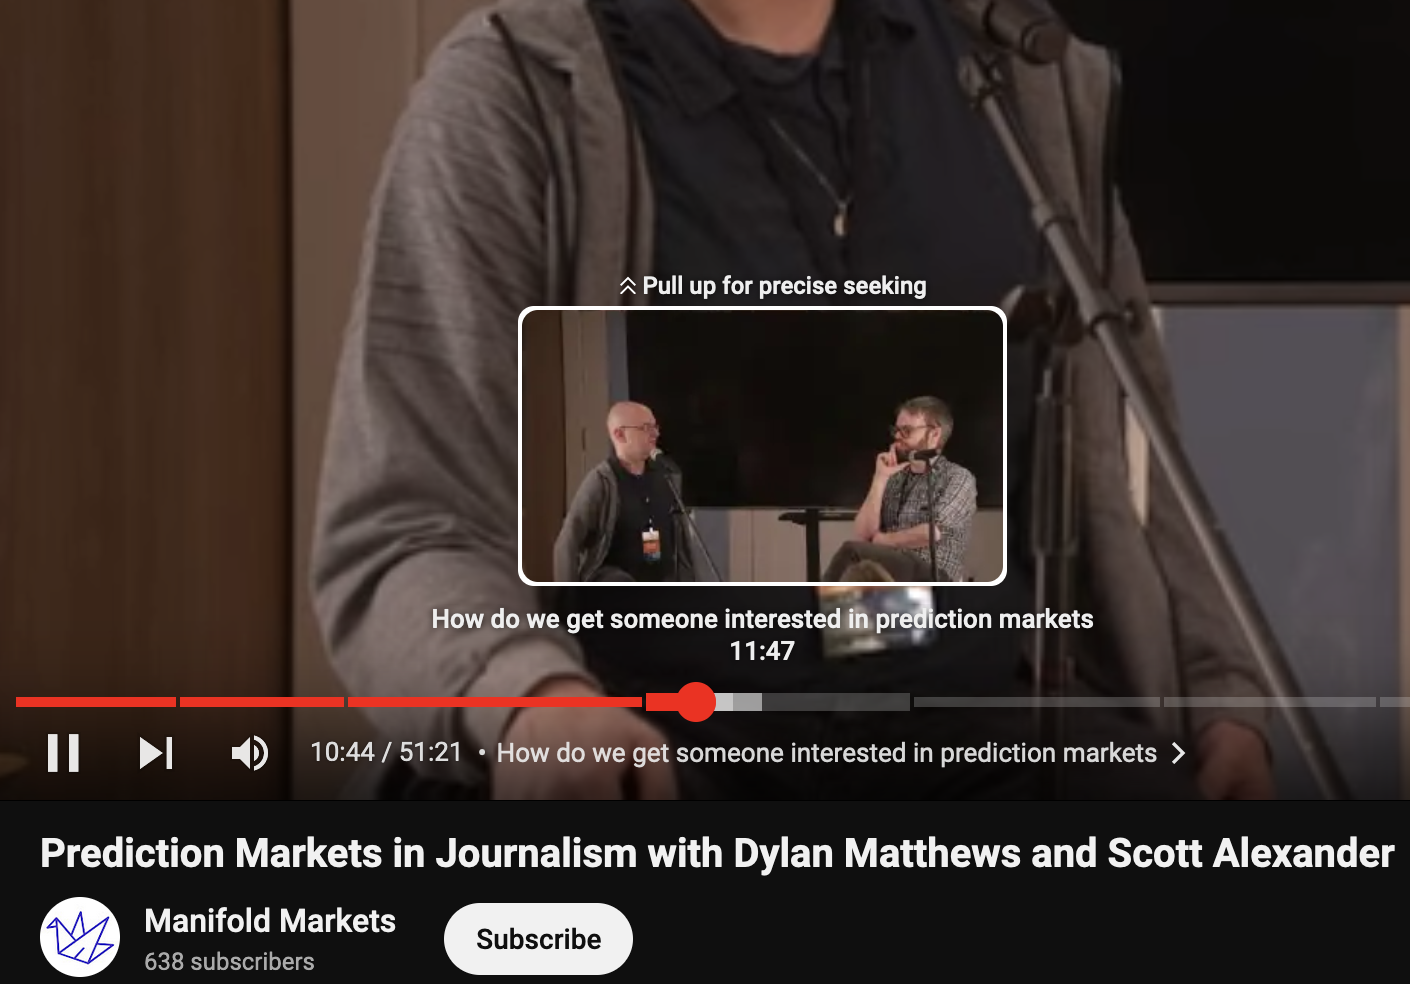 Pull up for precise seeking
How do we get someone interested in prediction markets
11:47
10:44 / 51:21 • How do we get someone interested in prediction markets
Prediction Markets in Journalism with Dylan Matthews and Scott Alexander
Manifold Markets
638 subscribers
Subscribe